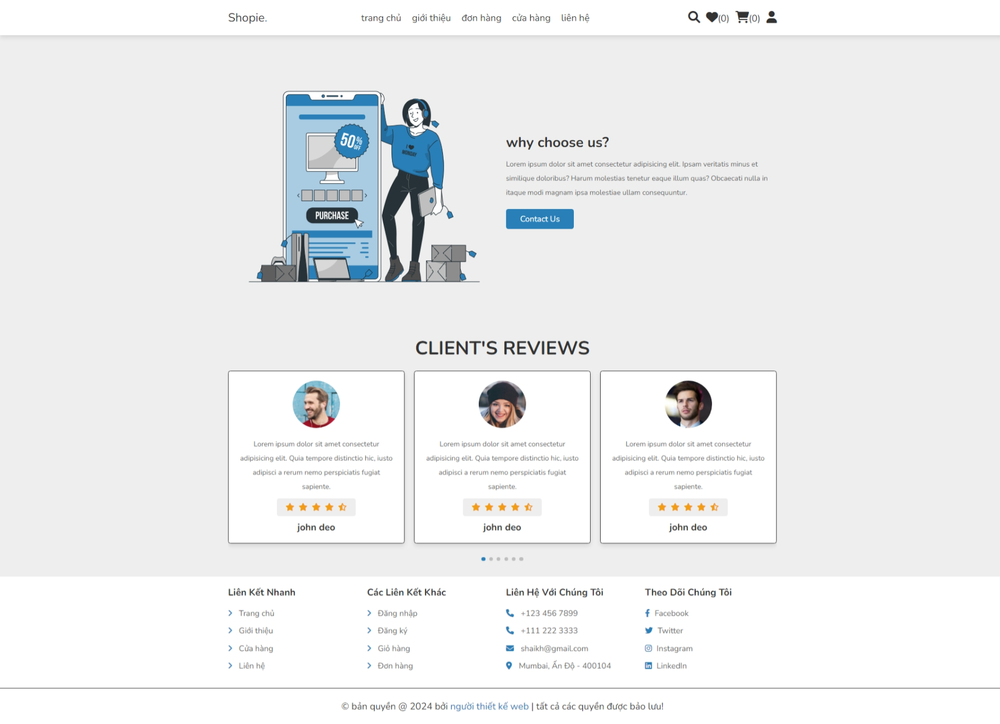 Shopie.
trang chủ giới thiệu đơn hàng cửa hàng liên hệ
(0) (0)
50% OFF
I ♥ MONDAY
PURCHASE
why choose us?
Lorem ipsum dolor sit amet consectetur adipisicing elit. Ipsam veritatis minus et
similique doloribus? Harum molestias tenetur eaque illum quas? Obcaecati nulla in
itaque modi magnam ipsa molestiae ullam consequuntur.
Contact Us
CLIENT'S REVIEWS
Lorem ipsum dolor sit amet consectetur
adipisicing elit. Quia tempore distinctio hic, iusto
adipisci a rerum nemo perspiciatis fugiat
sapiente.
john deo
Lorem ipsum dolor sit amet consectetur
adipisicing elit. Quia tempore distinctio hic, iusto
adipisci a rerum nemo perspiciatis fugiat
sapiente.
john deo
Lorem ipsum dolor sit amet consectetur
adipisicing elit. Quia tempore distinctio hic, iusto
adipisci a rerum nemo perspiciatis fugiat
sapiente.
john deo
Liên Kết Nhanh
Trang chủ
Giới thiệu
Cửa hàng
Liên hệ
Các Liên Kết Khác
Đăng nhập
Đăng ký
Giỏ hàng
Đơn hàng
Liên Hệ Với Chúng Tôi
+123 456 7899
+111 222 3333
shaikh@gmail.com
Mumbai, Ấn Độ - 400104
Theo Dõi Chúng Tôi
Facebook
Twitter
Instagram
LinkedIn
© bản quyền @ 2024 bởi người thiết kế web | tất cả các quyền được bảo lưu!